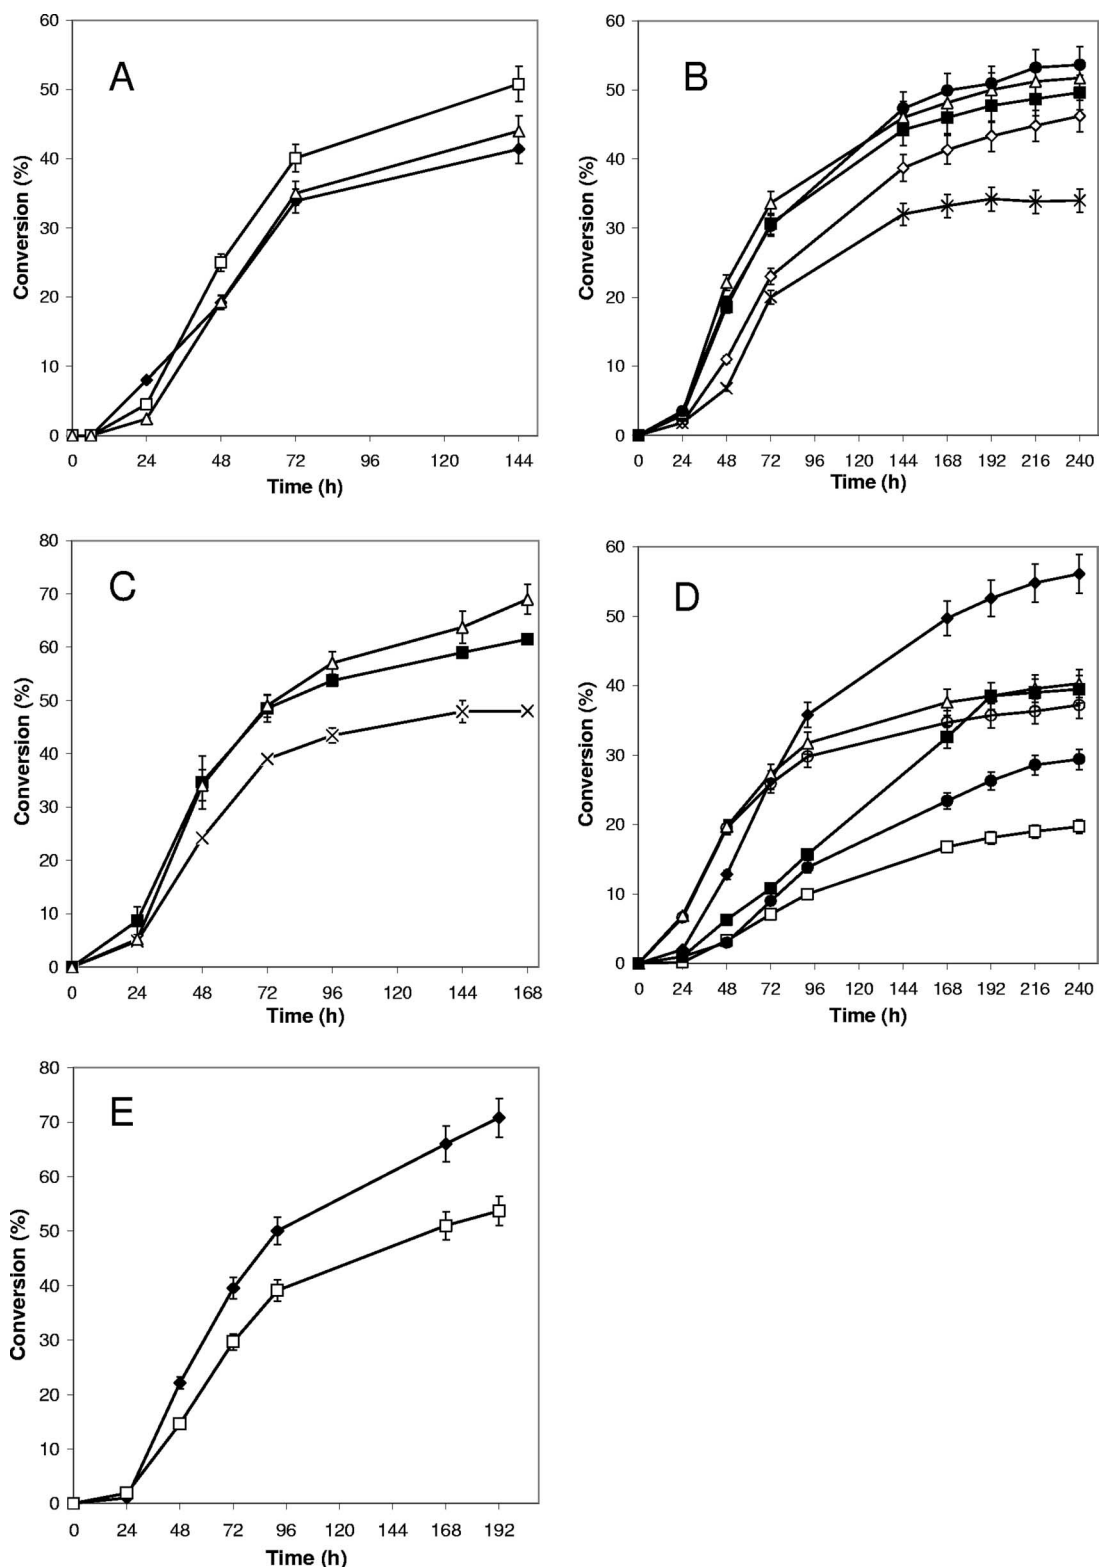 A
Conversion (%)
60
50
40
30
20
10
0
0 24 48 72 96 120 144
Time (h)
B
Conversion (%)
60
50
40
30
20
10
0
0 24 48 72 96 120 144 168 192 216 240
Time (h)
C
Conversion (%)
80
70
60
50
40
30
20
10
0
0 24 48 72 96 120 144 168
Time (h)
D
Conversion (%)
60
50
40
30
20
10
0
0 24 48 72 96 120 144 168 192 216 240
Time (h)
E
Conversion (%)
80
70
60
50
40
30
20
10
0
0 24 48 72 96 120 144 168 192
Time (h)